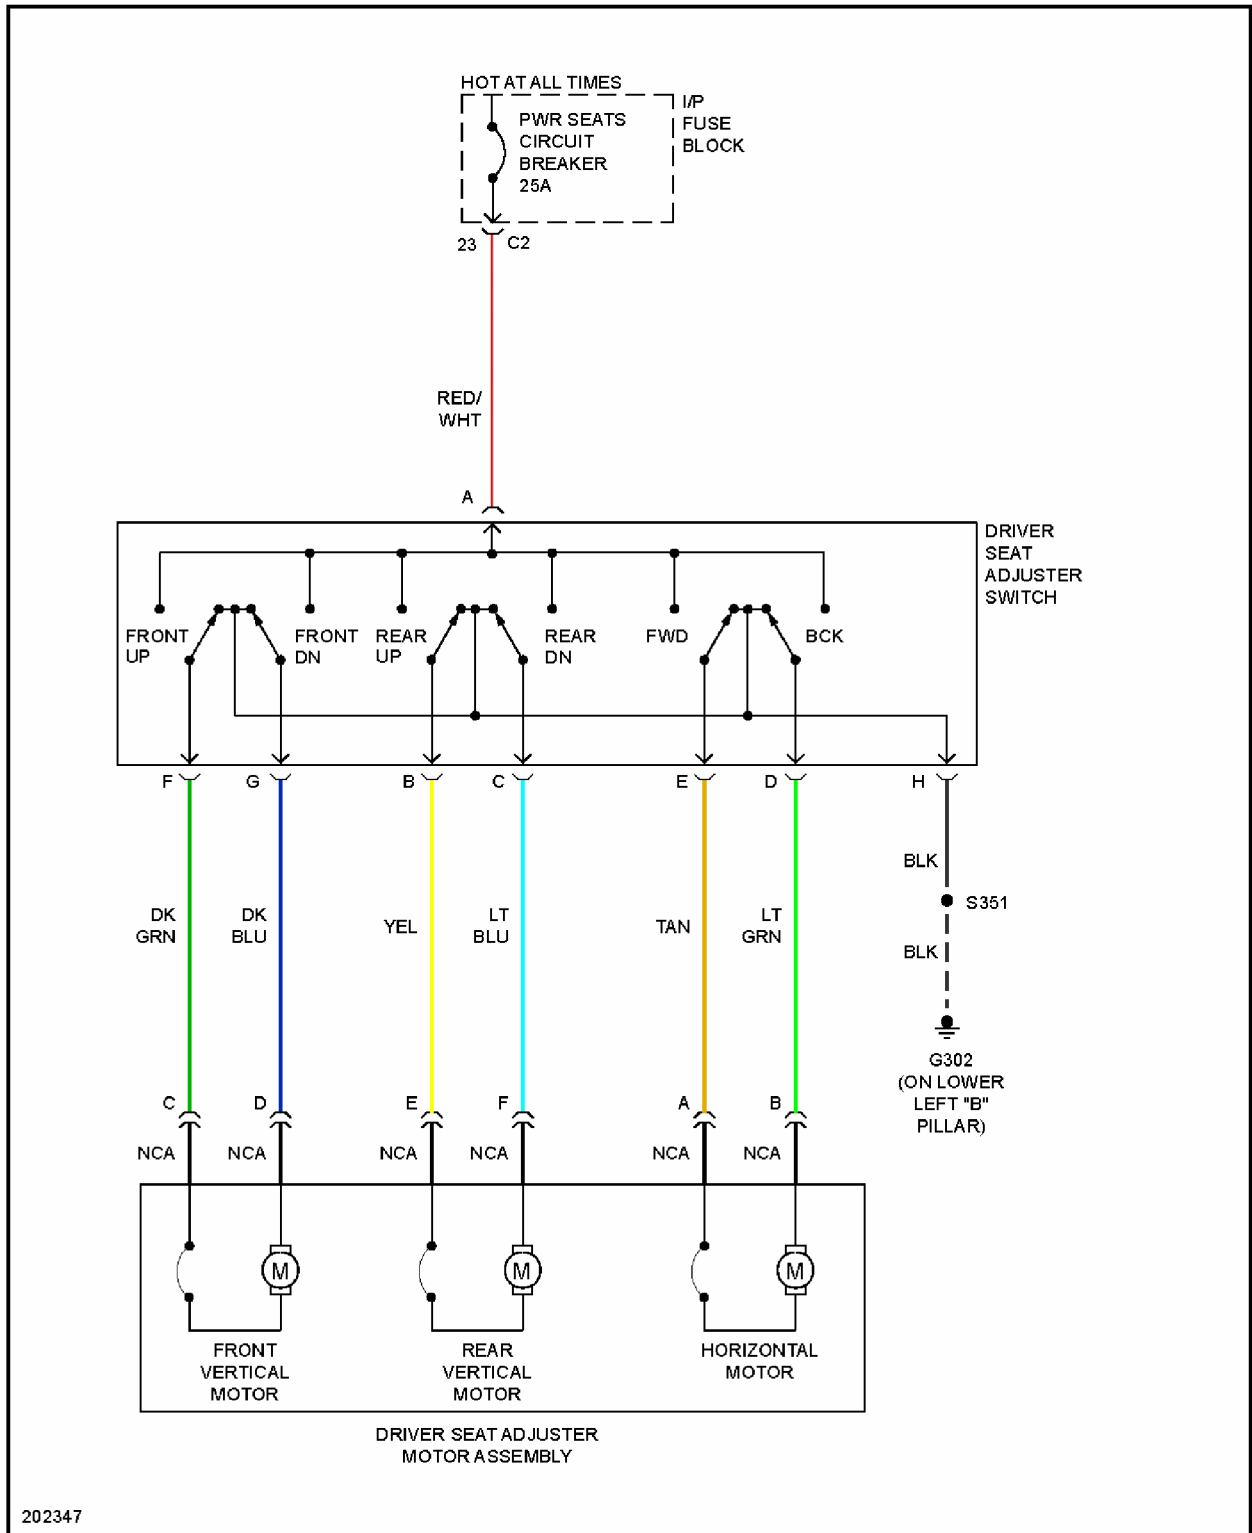 HOT AT ALL TIMES
I/P
FUSE
BLOCK
PWR SEATS
CIRCUIT
BREAKER
25A
23 C2
RED/
WHT
A
DRIVER
SEAT
ADJUSTER
SWITCH
FRONT
UP
FRONT
DN
REAR
UP
REAR
DN
FWD
BCK
F G B C E D H
DK
GRN
DK
BLU
YEL
LT
BLU
TAN
LT
GRN
BLK
S351
BLK
G302
(ON LOWER
LEFT "B"
PILLAR)
C D E F A B
NCA NCA NCA NCA NCA NCA
M M M
FRONT
VERTICAL
MOTOR
REAR
VERTICAL
MOTOR
HORIZONTAL
MOTOR
DRIVER SEAT ADJUSTER
MOTOR ASSEMBLY
202347